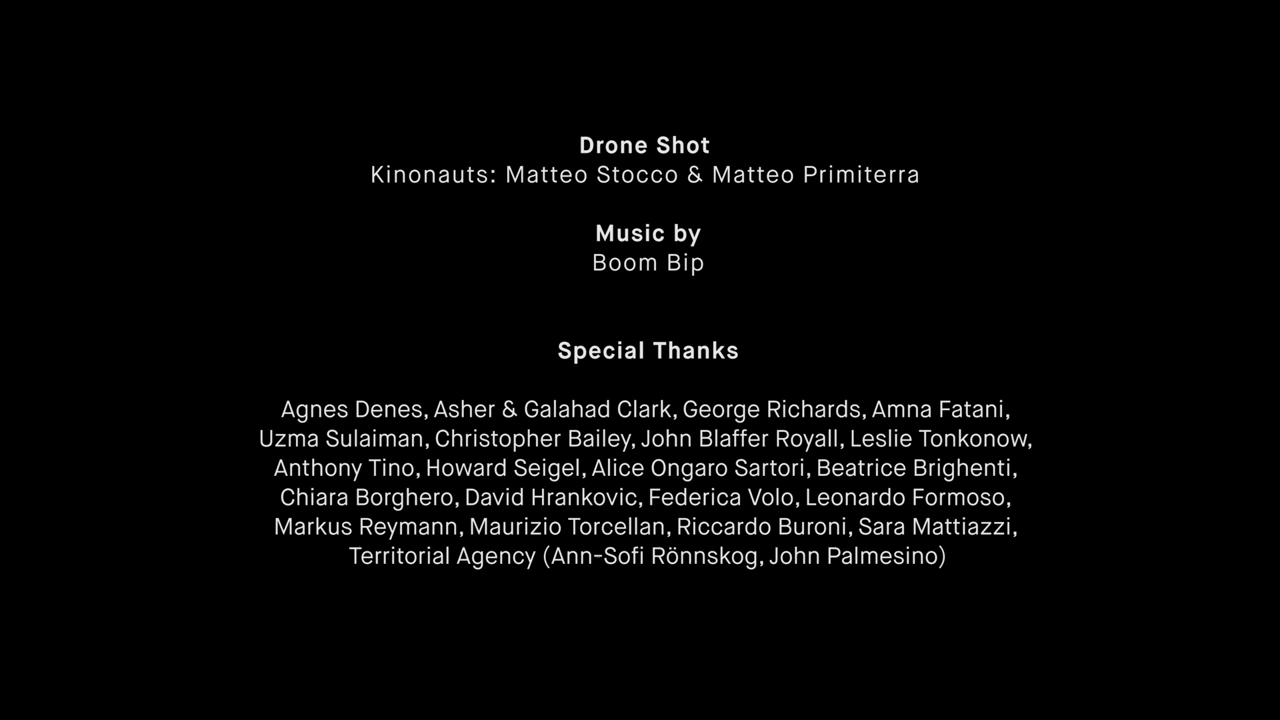 Drone Shot
Kinonauts: Matteo Stocco & Matteo Primiterra
Music by
Boom Bip
Special Thanks
Agnes Denes, Asher & Galahad Clark, George Richards, Amna Fatani,
Uzma Sulaiman, Christopher Bailey, John Blaffer Royall, Leslie Tonkonow,
Anthony Tino, Howard Seigel, Alice Ongaro Sartori, Beatrice Brighenti,
Chiara Borghero, David Hrankovic, Federica Volo, Leonardo Formoso,
Markus Reymann, Maurizio Torcellan, Riccardo Buroni, Sara Mattiazzi,
Territorial Agency (Ann-Sofi Rönnskog, John Palmesino)